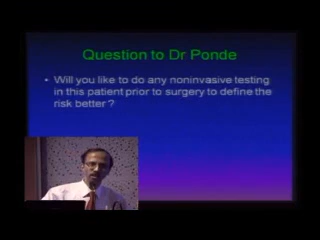 Question to Dr Ponde
• Will you like to do any noninvasive testing
in this patient prior to surgery to define the
risk better ?